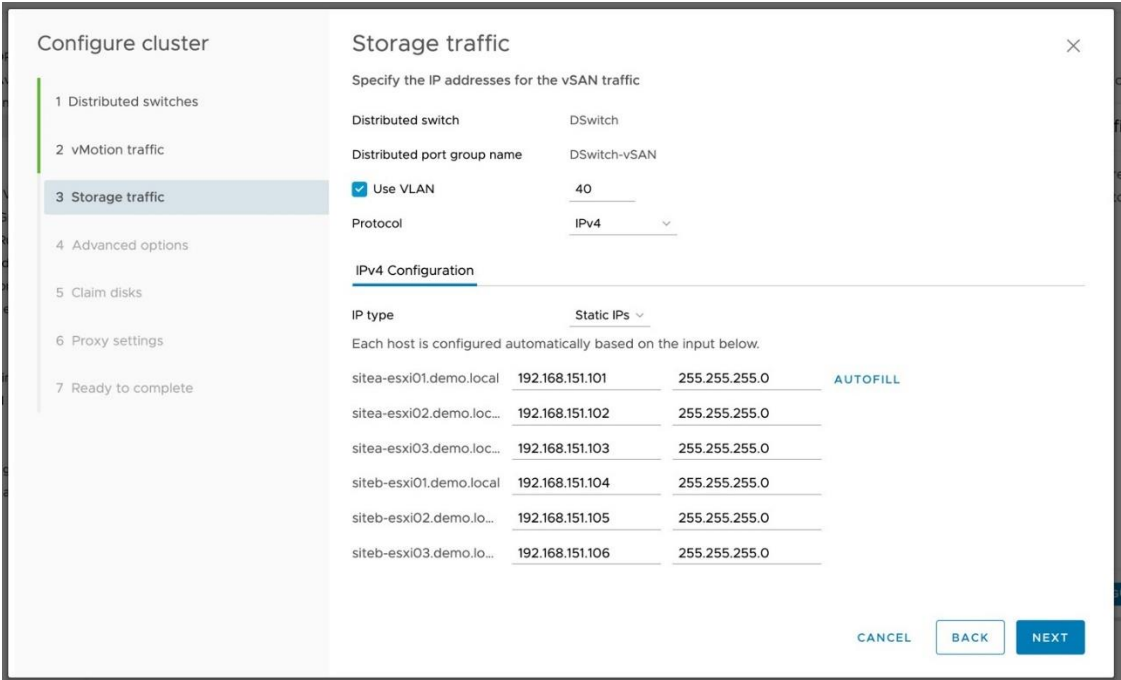 Configure cluster
1 Distributed switches
2 vMotion traffic
3 Storage traffic
4 Advanced options
5 Claim disks
6 Proxy settings
7 Ready to complete
Storage traffic
Specify the IP addresses for the vSAN traffic
Distributed switch DSwitch
Distributed port group name DSwitch-vSAN
Use VLAN 40
Protocol IPv4
IPv4 Configuration
IP type Static IPs
Each host is configured automatically based on the input below.
sitea-esxi01.demo.local 192.168.151.101 255.255.255.0 AUTOFILL
sitea-esxi02.demo.loc... 192.168.151.102 255.255.255.0
sitea-esxi03.demo.loc... 192.168.151.103 255.255.255.0
siteb-esxi01.demo.local 192.168.151.104 255.255.255.0
siteb-esxi02.demo.lo... 192.168.151.105 255.255.255.0
siteb-esxi03.demo.lo... 192.168.151.106 255.255.255.0
CANCEL BACK NEXT